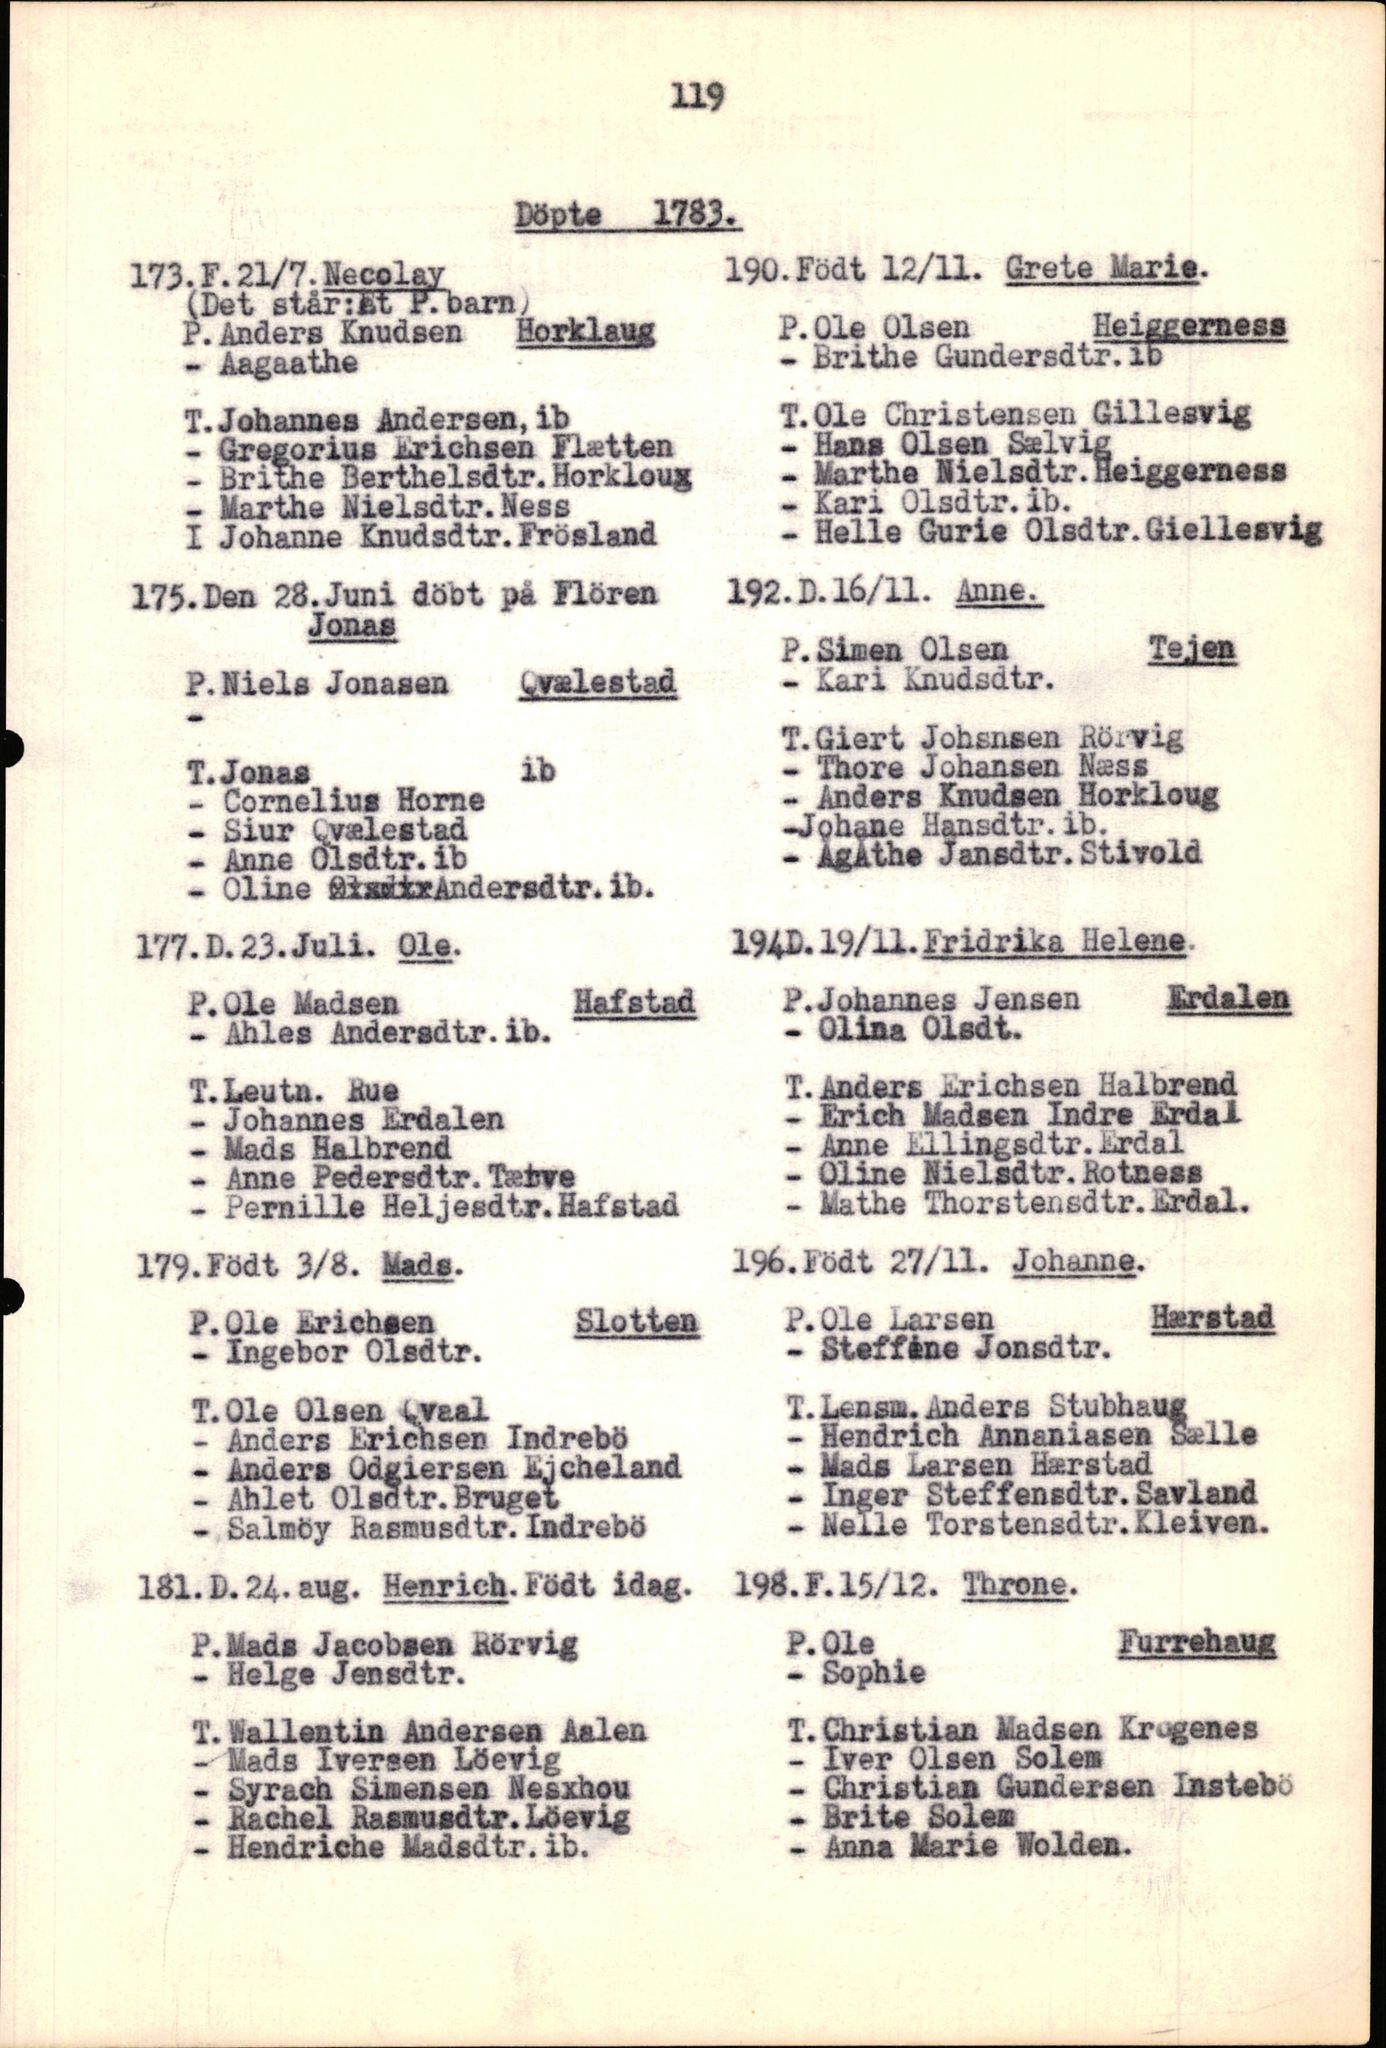 119
Döpte 1783.
173.F.21/7.Necolay
(Det står:Et P.barn)
P.Anders Knudsen Horklaug
- Aagaathe
T.Johannes Andersen,ib
- Gregorius Erichsen Flætten
- Brithe Berthelsdtr.Horkloug
- Marthe Nielsdtr.Ness
I Johanne Knudsdtr.Frösland
175.Den 28.Juni döbt på Flören
Jonas
P.Niels Jonasen Qvælestad
-
T.Jonas ib
- Cornelius Horne
- Siur Qvælestad
- Anne Olsdtr.ib
- Oline Andersdtr.ib.
177.D.23.Juli. Ole.
P.Ole Madsen Hafstad
- Ahles Andersdtr.ib.
T.Leutn. Rue
- Johannes Erdalen
- Mads Halbrend
- Anne Pedersdtr.
- Pernille Heljesdtr.Hafstad
179.Födt 3/8. Mads.
P.Ole Erichsen Slotten
- Ingebor Olsdtr.
T.Ole Olsen Qvaal
- Anders Erichsen Indrebö
- Anders Odgiersen Ejcheland
- Ahlet Olsdtr.Bruget
- Salmöy Rasmusdtr.Indrebö
181.D.24.aug. Henrich.Födt idag.
P.Mads Jacobsen Rörvig
- Helge Jensdtr.
T.Wallentin Andersen Aalen
- Mads Iversen Löevig
- Syrach Simensen Nesxhou
- Rachel Rasmusdtr.Löevig
- Hendriche Madsdtr.ib.
190.Födt 12/11. Grete Marie.
P.Ole Olsen Heiggerness
- Brithe Gundersdtr.ib
T.Ole Christensen Gillesvig
- Hans Olsen Sælvig
- Marthe Nielsdtr.Heiggerness
- Kari Olsdtr.ib.
- Helle Gurie Olsdtr.Giellesvig
192.D.16/11. Anne.
P.Simen Olsen Tejen
- Kari Knudsdtr.
T.Giert Johsnsen Rörvig
- Thore Johansen Næss
- Anders Knudsen Horkloug
-Johane Hansdtr.ib.
- AgAthe Jansdtr.Stivold
194D.19/11.Fridrika Helene.
P.Johannes Jensen Erdalen
- Olina Olsdt.
T.Anders Erichsen Halbrend
- Erich Madsen Indre Erdal
- Anne Ellingsdtr.Erdal
- Oline Nielsdtr.Rotness
- Mathe Thorstensdtr.Erdal.
196.Födt 27/11. Johanne.
P.Ole Larsen Hærstad
- Steffine Jonsdtr.
T.Lensm.Anders Stubhaug
- Hendrich Annaniasen Sælle
- Mads Larsen Hærstad
- Inger Steffensdtr.Savland
- Nelle Torstensdtr.Kleiven.
198.F.15/12. Throne.
P.Ole Furrehaug
- Sophie
T.Christian Madsen Krogenes
- Iver Olsen Solem
- Christian Gundersen Instebö
- Brite Solem
- Anna Marie Wolden.